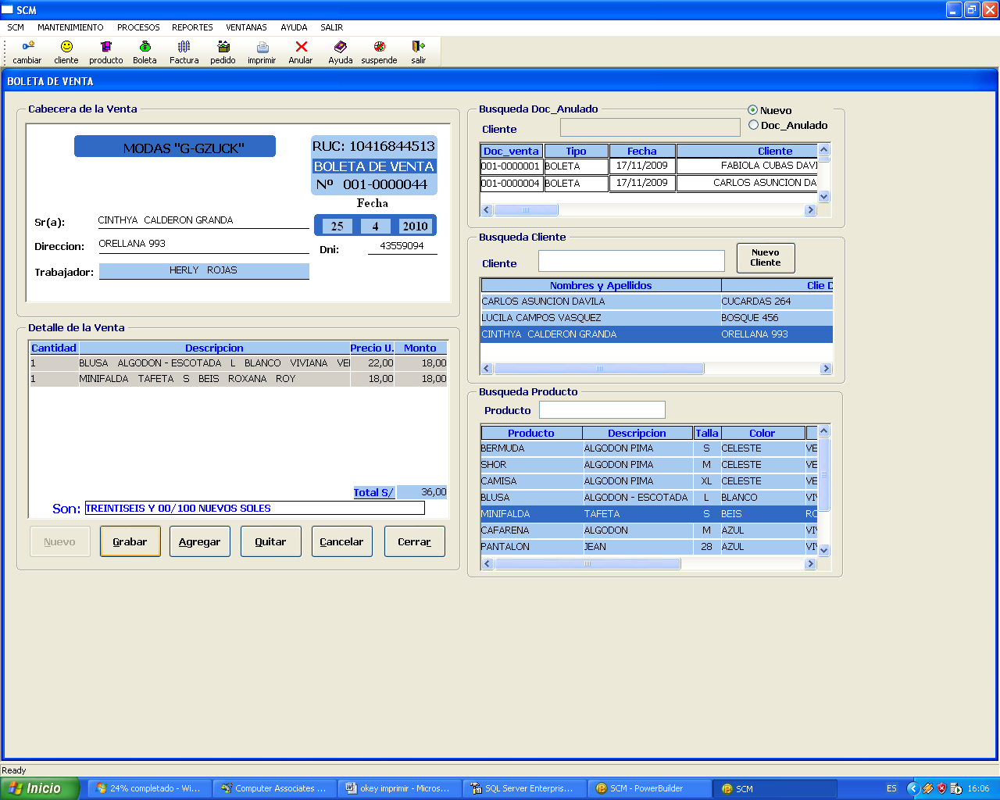 SCM
SCM MANTENIMIENTO PROCESOS REPORTES VENTANAS AYUDA SALIR
cambiar cliente producto Boleta Factura pedido imprimir Anular Ayuda suspende salir
BOLETA DE VENTA
Cabecera de la Venta
MODAS "G-GZUCK"
RUC: 10416844513
BOLETA DE VENTA
Nº 001-0000044
Fecha
25 4 2010
Sr(a): CINTHYA CALDERON GRANDA
Direccion: ORELLANA 993
Dni: 43559094
Trabajador: HERLY ROJAS
Detalle de la Venta
Cantidad Descripcion Precio U. Monto
1 BLUSA ALGODON - ESCOTADA L BLANCO VIVIANA VE 22,00 18,00
1 MINIFALDA TAFETA S BEIS ROXANA ROY 18,00 18,00
Total S/ 36,00
Son: TREINTISEIS Y 00/100 NUEVOS SOLES
Nuevo Grabar Agregar Quitar Cancelar Cerrar
Busqueda Doc_Anulado
Nuevo
Doc_Anulado
Cliente
Doc_venta Tipo Fecha Cliente
001-0000001 BOLETA 17/11/2009 FABIOLA CUBAS DAVI
001-0000004 BOLETA 17/11/2009 CARLOS ASUNCION DA
Busqueda Cliente
Cliente
Nuevo
Cliente
Nombres y Apellidos Clie D
CARLOS ASUNCION DAVILA CUCARDAS 264
LUCILA CAMPOS VASQUEZ BOSQUE 456
CINTHYA CALDERON GRANDA ORELLANA 993
Busqueda Producto
Producto
Producto Descripcion Talla Color
BERMUDA ALGODON PIMA S CELESTE VE
SHOR ALGODON PIMA M CELESTE VE
CAMISA ALGODON PIMA XL CELESTE VE
BLUSA ALGODON - ESCOTADA L BLANCO VI
MINIFALDA TAFETA S BEIS RO
CAFARENA ALGODON M AZUL VI
PANTALON JEAN 28 AZUL VI
Ready
Inicio 24% completado - Wi... Computer Associates ... okey imprimir - Micros... SQL Server Enterpris... SCM - PowerBuilder SCM ES 16:06